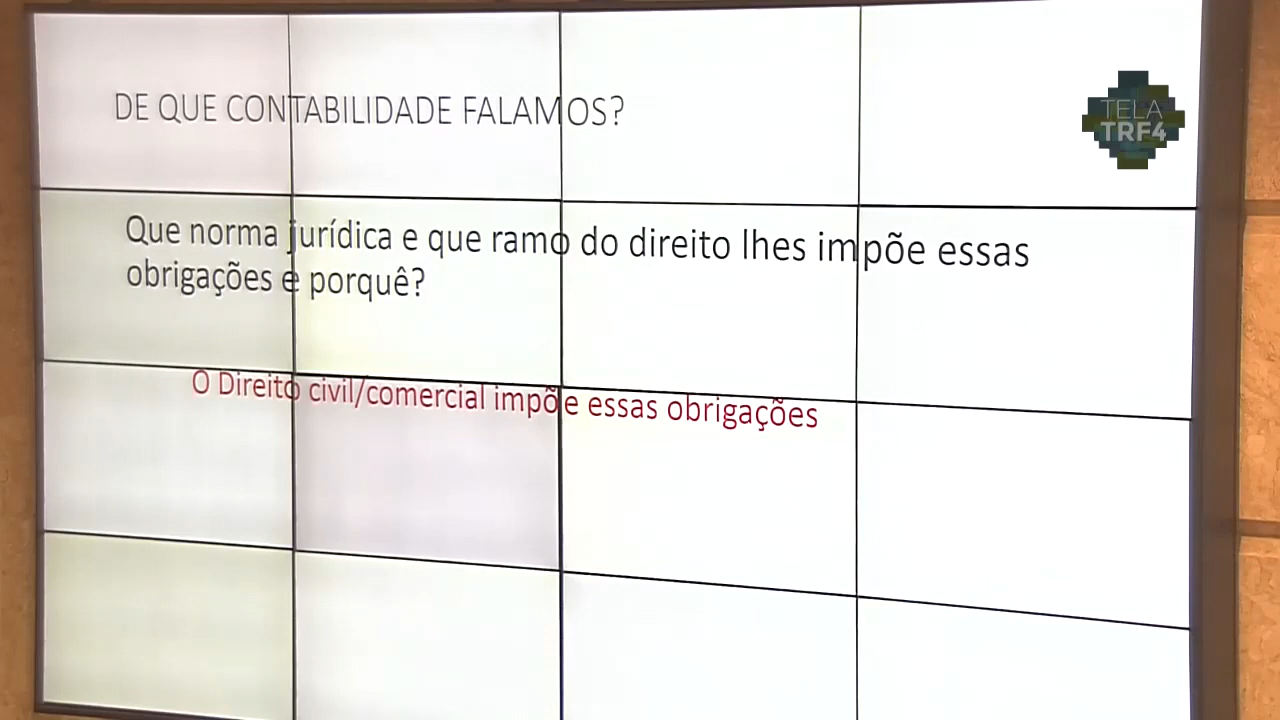 DE QUE CONTABILIDADE FALAMOS?
TELA
TRF4
Que norma jurídica e que ramo do direito lhes impõe essas
obrigações e porquê?
O Direito civil/comercial impõe essas obrigações